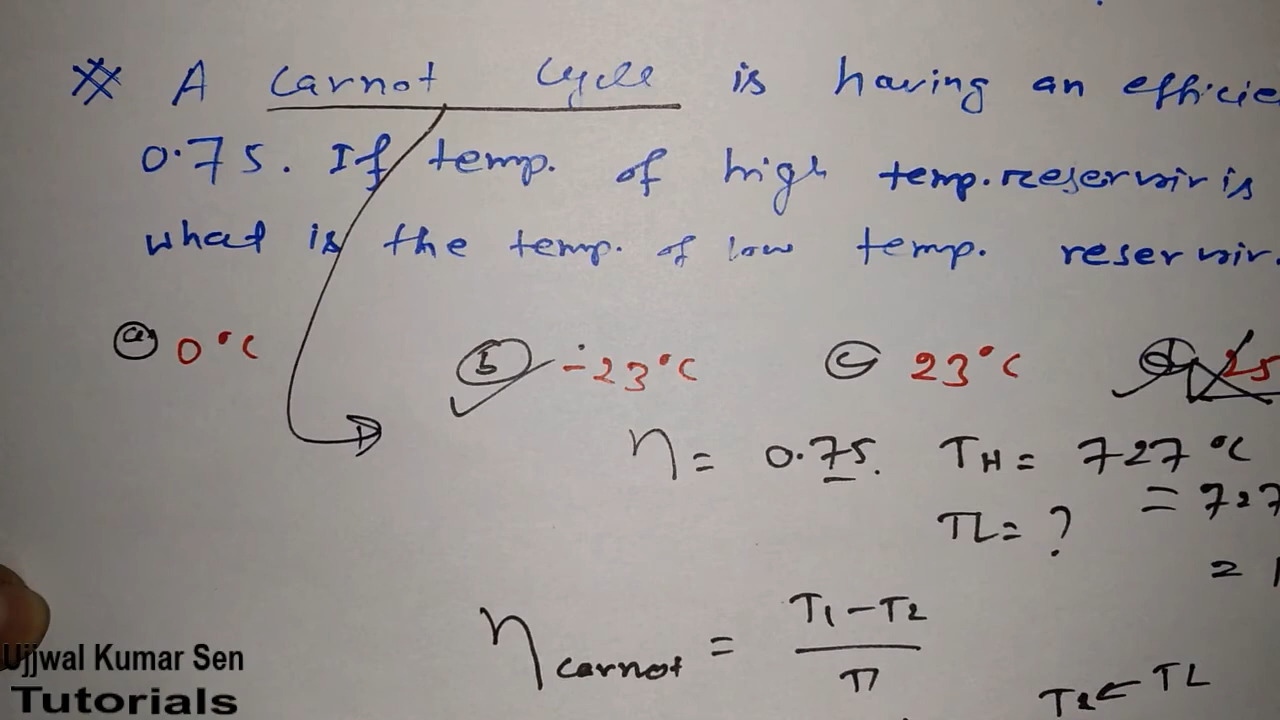 A Carnot Cycle is having an efficie
0.75. If temp. of high temp. reservoir is
what is the temp. of low temp. reservoir.
(a) 0°C (b) -23°C (c) 23°C (d) 25
η = 0.75. TH = 727°C
= 727
TL = ?
=
η carnot = T1 - T2 / T1
T2 ← TL
Ujjwal Kumar Sen
Tutorials